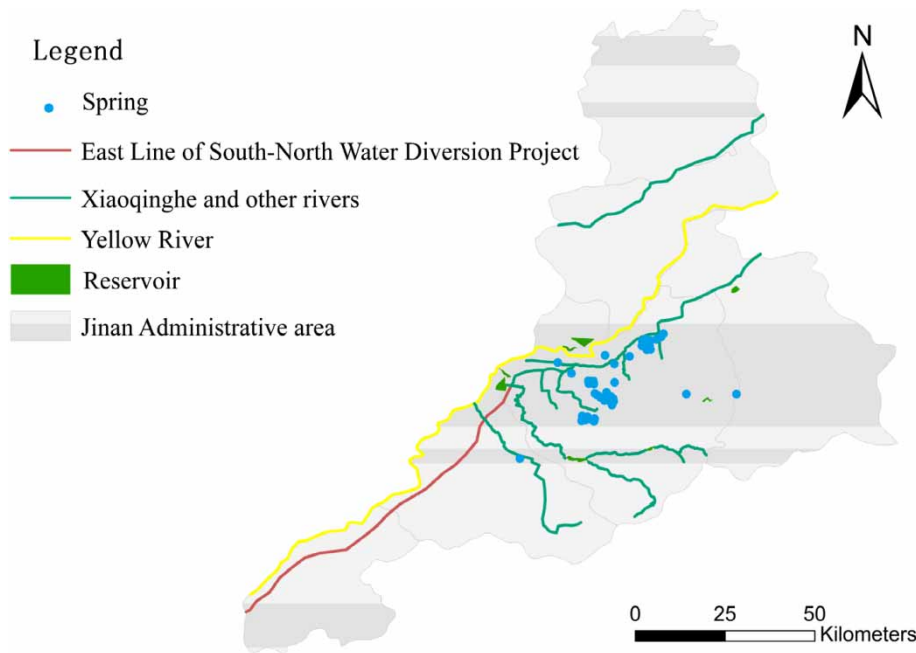 Legend
Spring
East Line of South-North Water Diversion Project
Xiaoqinghe and other rivers
Yellow River
Reservoir
Jinan Administrative area
N
0 25 50
Kilometers